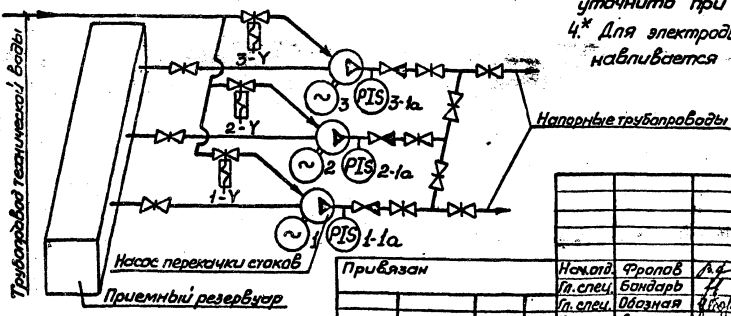 уточнить при
4.* Для электродв
навливается
Трубопровод технической воды
3-Y
~ 3 PIS 3-1а
2-Y
~ 2 PIS 2-1а
1-Y
~ 1 PIS 1-1а
Напорные трубопроводы
Насос перекачки стоков
Приемный резервуар
Привязан
Нач.отд. Фролов
Гл.спец. Бондарь
Гл.спец. Обозная